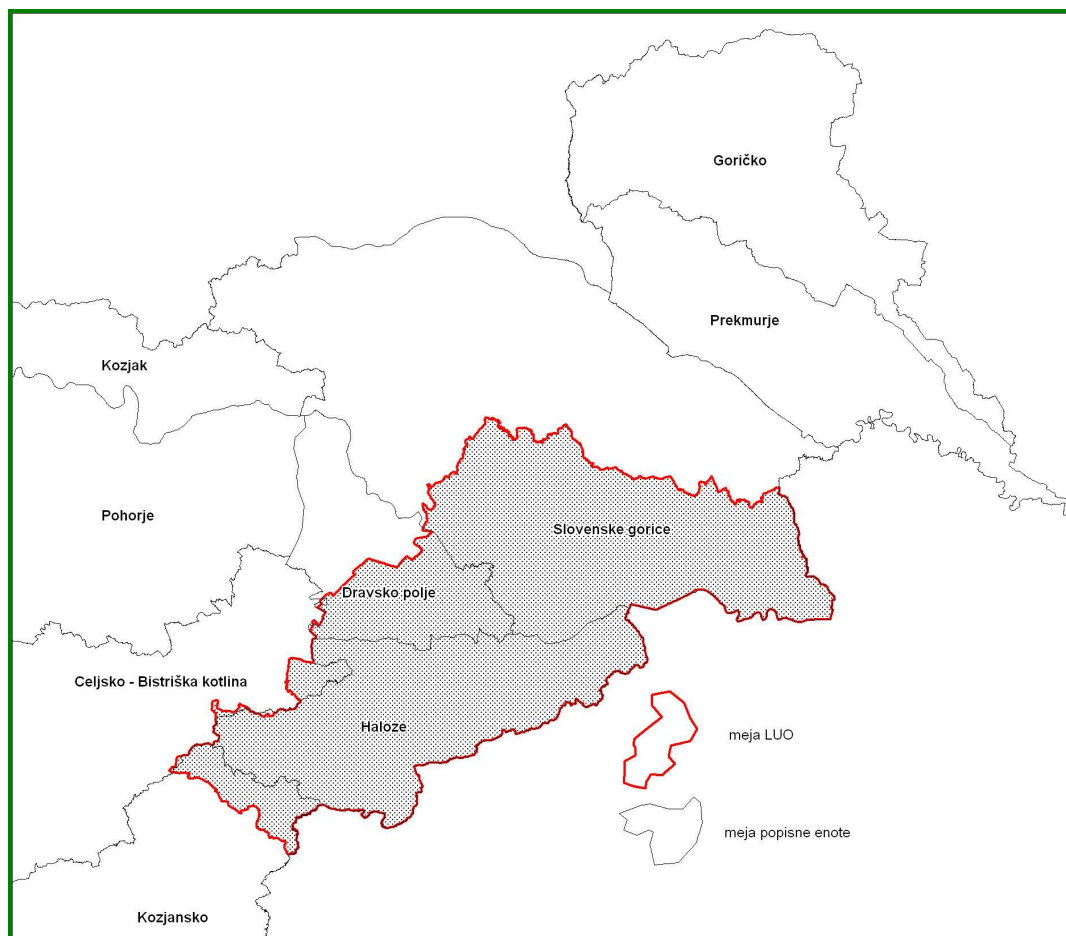 Goričko
Prekmurje
Kozjak
Pohorje
Slovenske gorice
Dravsko polje
Celjsko - Bistriška kotlina
Haloze
meja LUO
meja popisne enote
Kozjansko